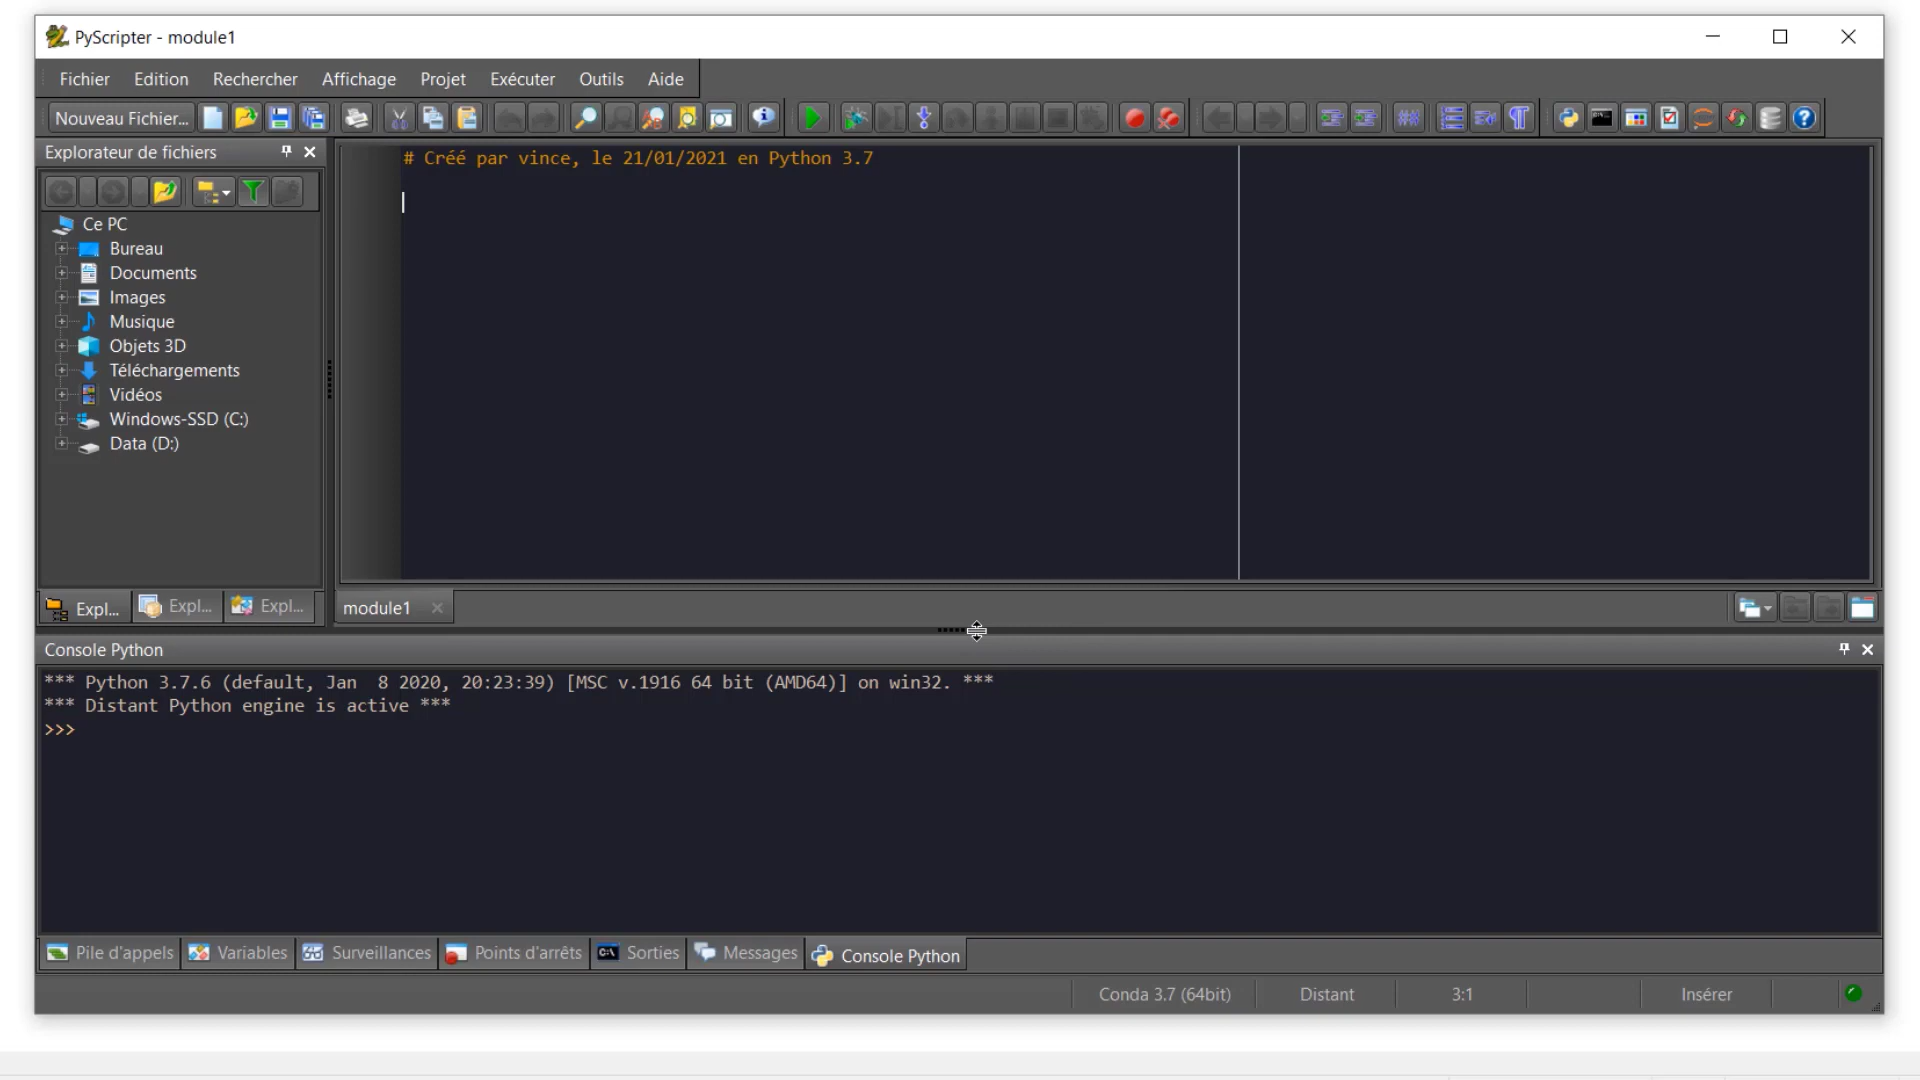 PyScripter - module1
Fichier Edition Rechercher Affichage Projet Exécuter Outils Aide
Nouveau Fichier...
Explorateur de fichiers
# Créé par vince, le 21/01/2021 en Python 3.7
Ce PC
Bureau
Documents
Images
Musique
Objets 3D
Téléchargements
Vidéos
Windows-SSD (C:)
Data (D:)
Expl... Expl... Expl...
module1
Console Python
*** Python 3.7.6 (default, Jan  8 2020, 20:23:39) [MSC v.1916 64 bit (AMD64)] on win32. ***
*** Distant Python engine is active ***
>>>
Pile d'appels Variables Surveillances Points d'arrêts Sorties Messages Console Python
Conda 3.7 (64bit) Distant 3:1 Insérer